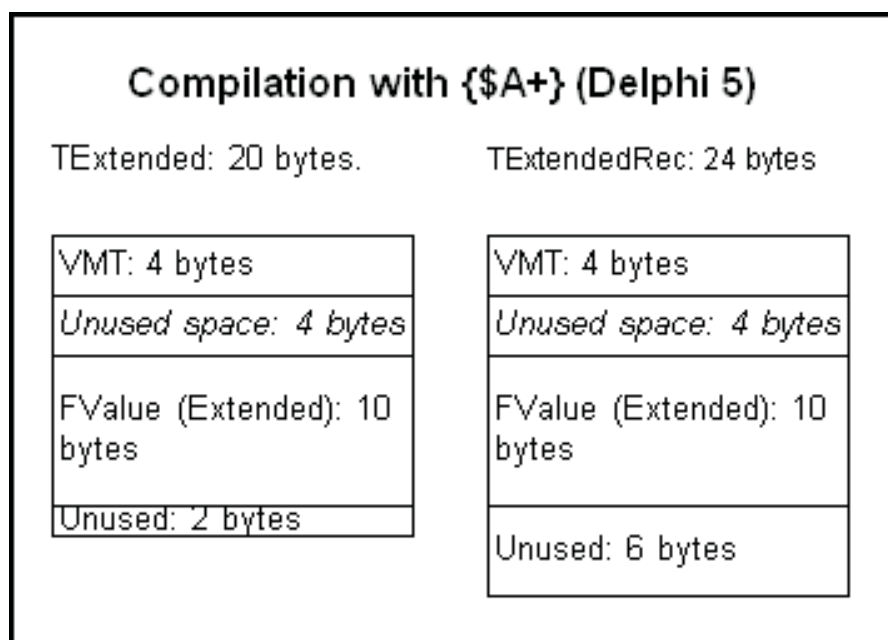 Compilation with {$A+} (Delphi 5)
TExtended: 20 bytes.
VMT: 4 bytes
Unused space: 4 bytes
FValue (Extended): 10
bytes
Unused: 2 bytes
TExtendedRec: 24 bytes
VMT: 4 bytes
Unused space: 4 bytes
FValue (Extended): 10
bytes
Unused: 6 bytes